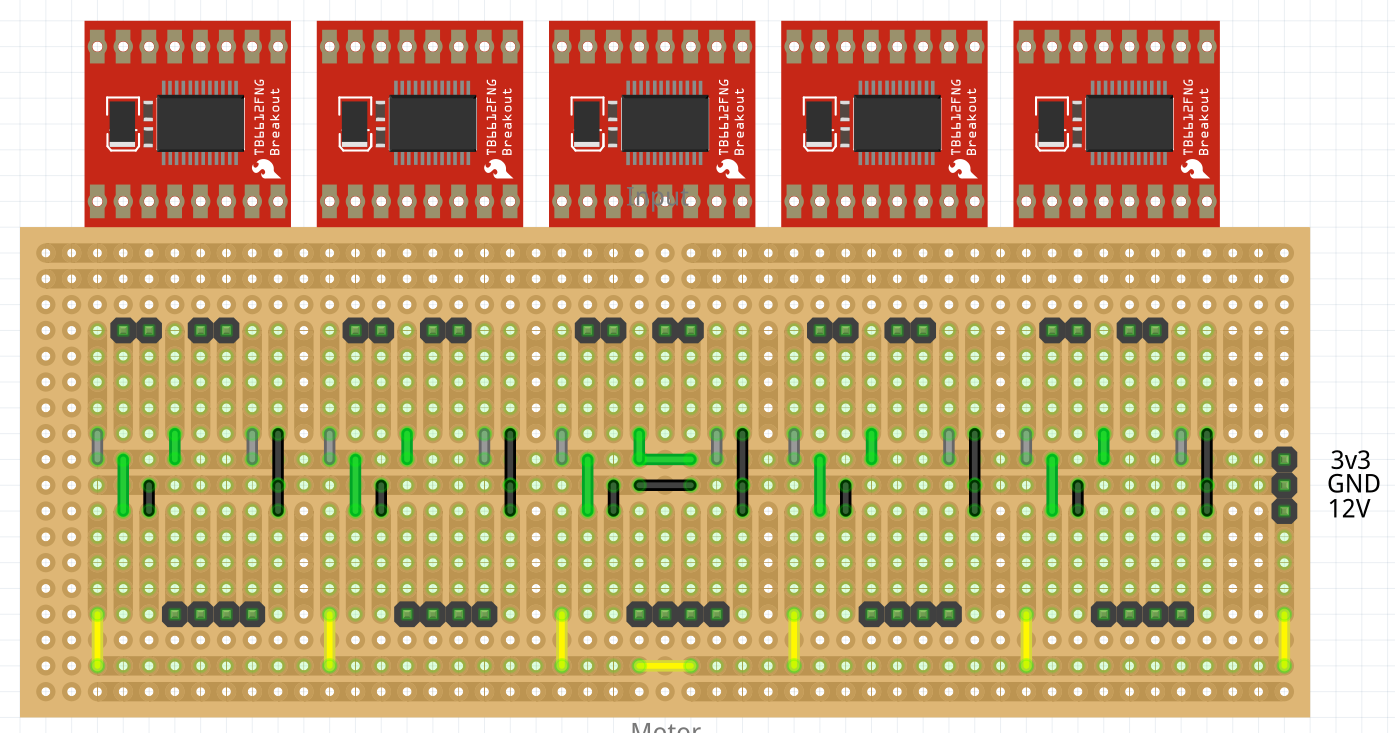 TB6612FNG
Breakout
TB6612FNG
Breakout
TB6612FNG
Breakout
TB6612FNG
Breakout
TB6612FNG
Breakout
Input
3v3
GND
12V
Motor